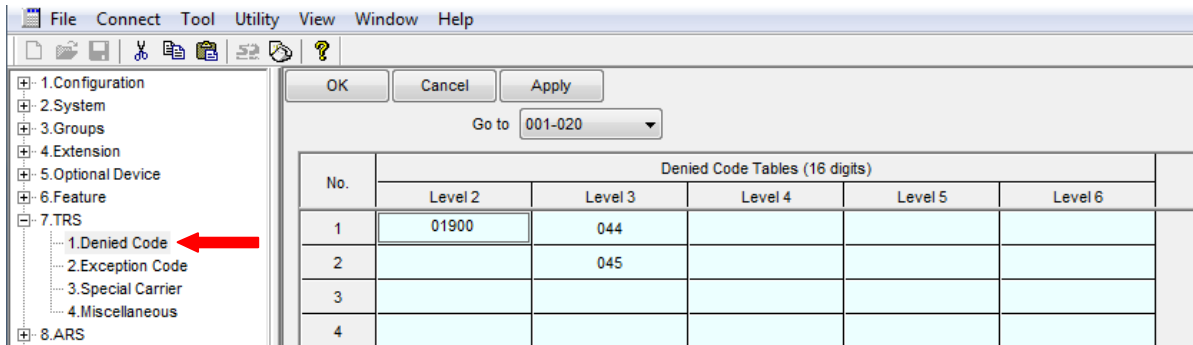 File Connect Tool Utility View Window Help
1.Configuration
2.System
3.Groups
4.Extension
5.Optional Device
6.Feature
7.TRS
1.Denied Code
2.Exception Code
3.Special Carrier
4.Miscellaneous
8.ARS
OK Cancel Apply
Go to 001-020
No. Denied Code Tables (16 digits)
Level 2 Level 3 Level 4 Level 5 Level 6
1 01900 044
2 045
3
4